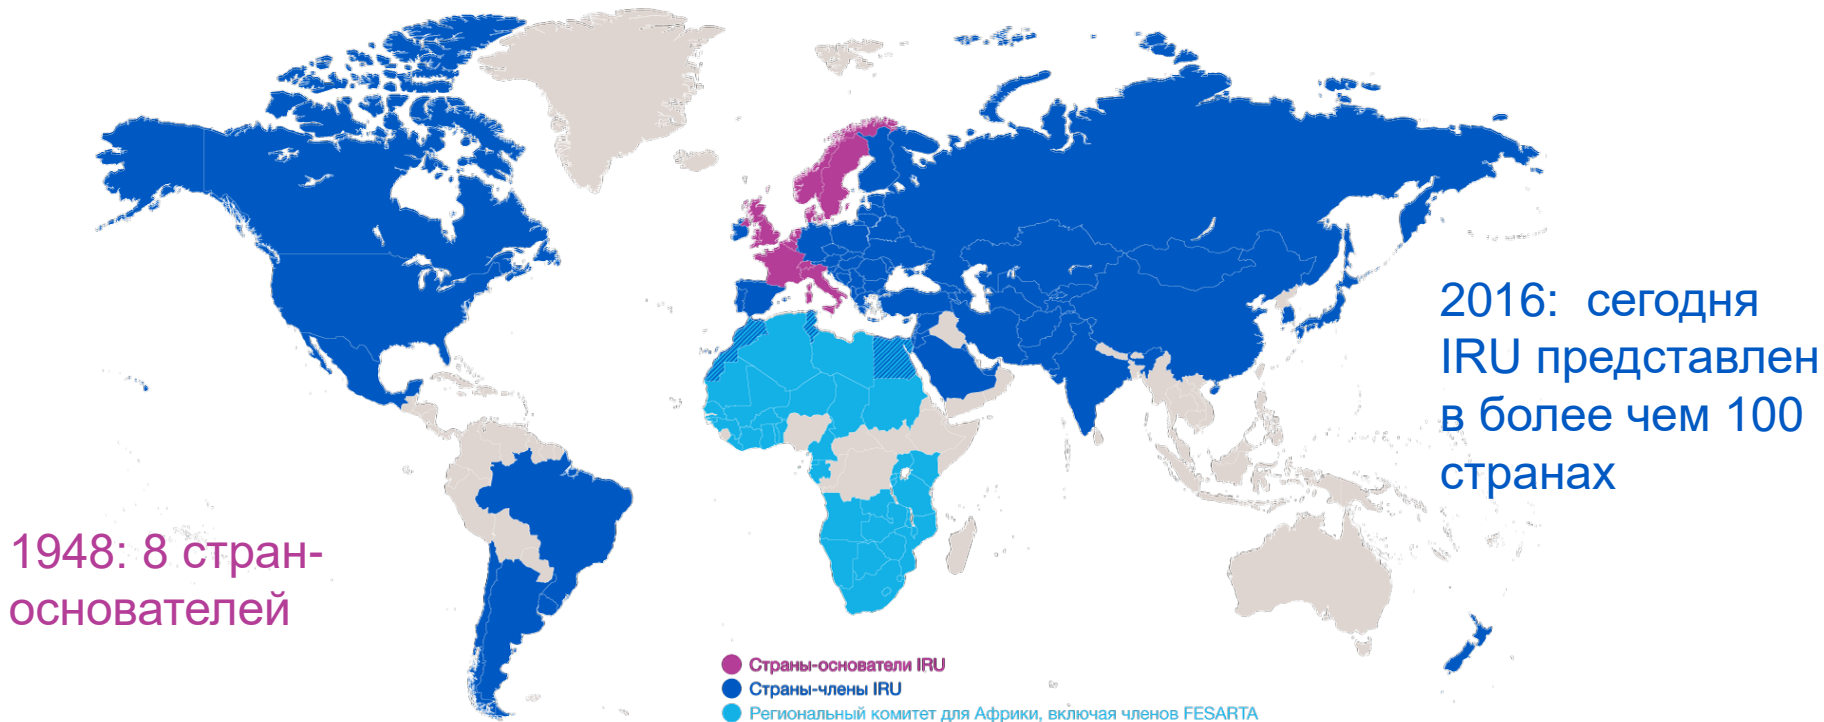 2016: сегодня
IRU представлен
в более чем 100
странах
1948: 8 стран-
основателей
Страны-основатели IRU
Страны-члены IRU
Региональный комитет для Африки, включая членов FESARTA